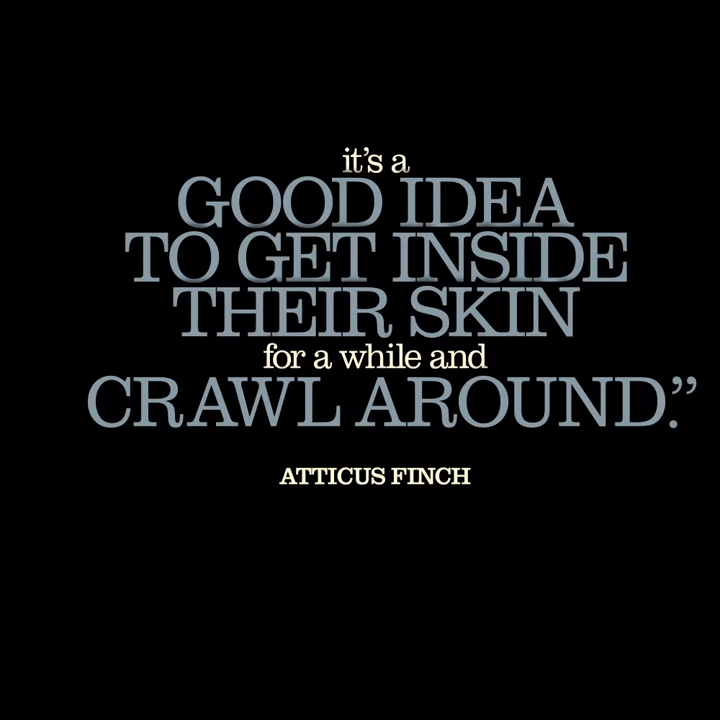 it’s a
GOOD IDEA
TO GET INSIDE
THEIR SKIN
for a while and
CRAWL AROUND.”
ATTICUS FINCH